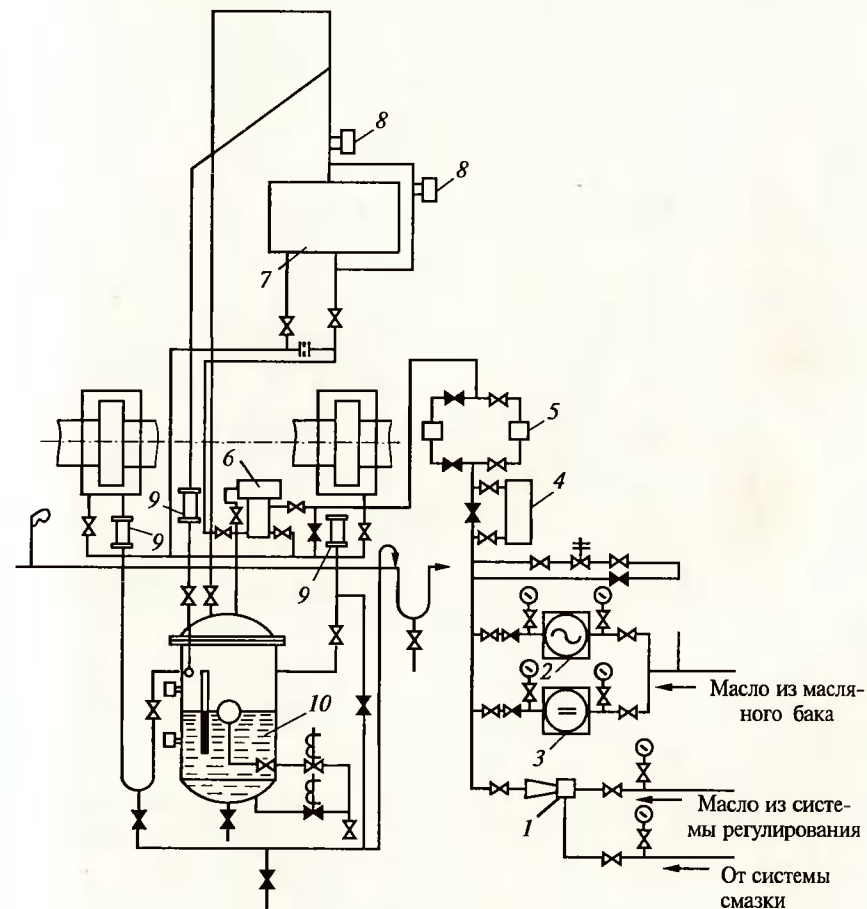 8
8
7
5
6
4
9
9
9
2
Масло из масля-
ного бака
10
3
1
Масло из систе-
мы регулирования
От системы
смазки